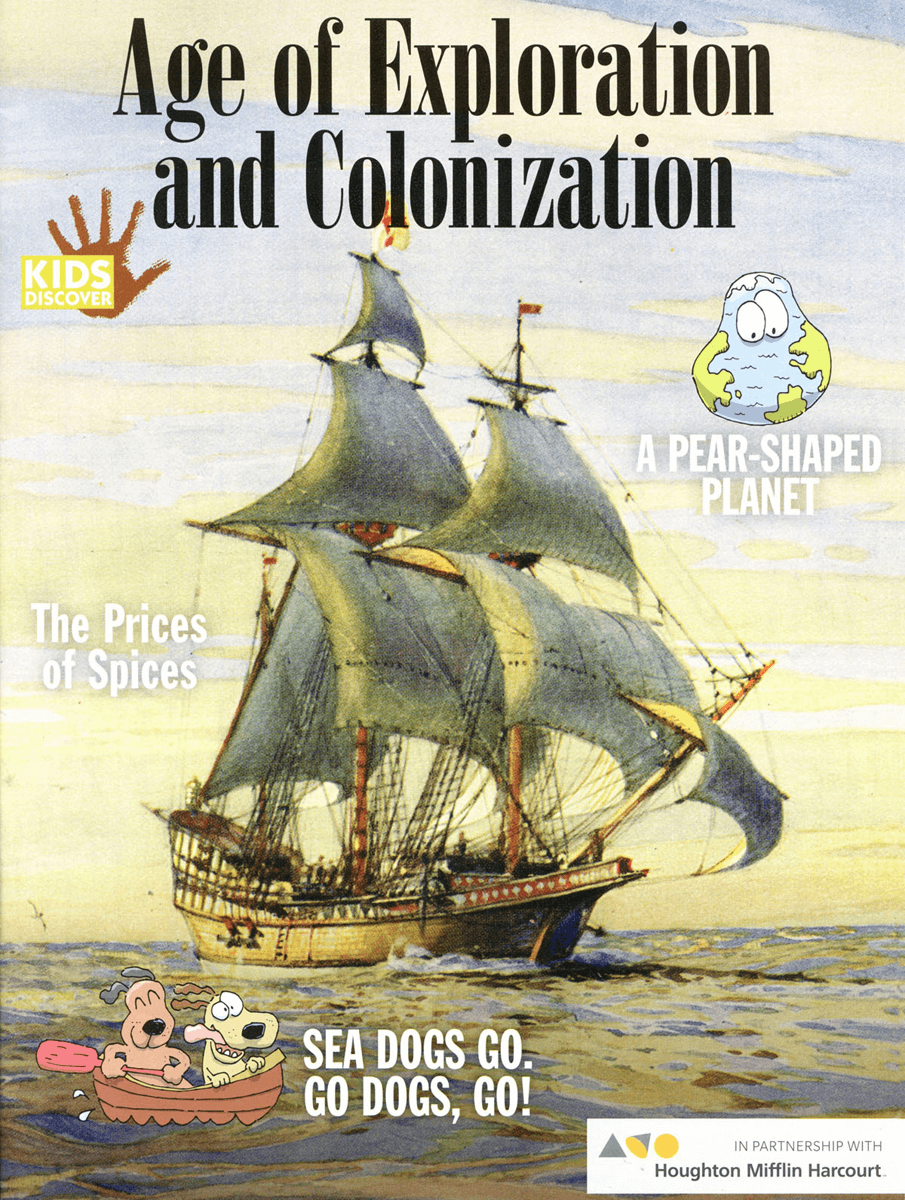 Age of Exploration
and Colonization
KIDS
DISCOVER
A PEAR-SHAPED
PLANET
The Prices
of Spices
SEA DOGS GO.
GO DOGS, GO!
IN PARTNERSHIP WITH
Houghton Mifflin Harcourt